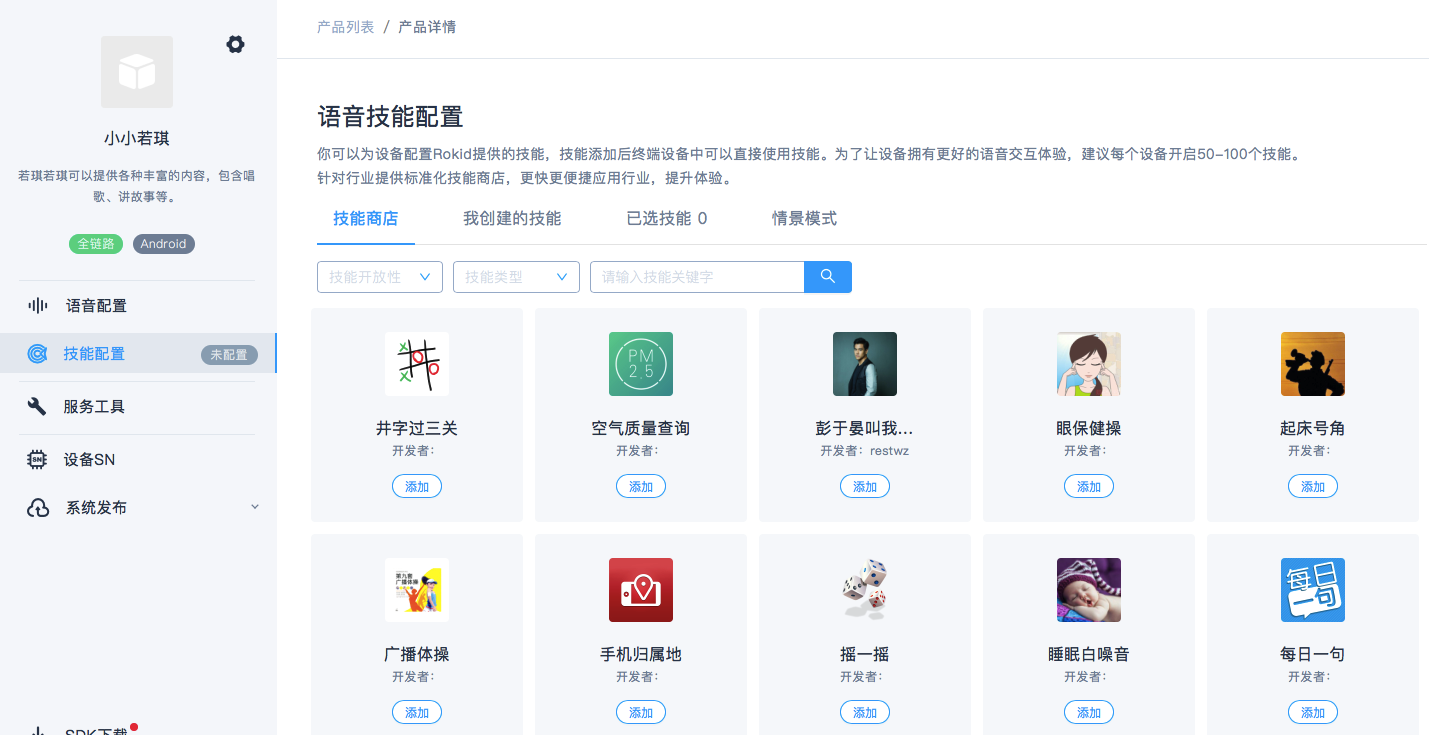 产品列表 / 产品详情
小小若琪
若琪若琪可以提供各种丰富的内容，包含唱
歌、讲故事等。
全链路 Android
语音配置
技能配置 未配置
服务工具
设备SN
系统发布
SDK下载
语音技能配置
你可以为设备配置Rokid提供的技能，技能添加后终端设备中可以直接使用技能。为了让设备拥有更好的语音交互体验，建议每个设备开启50-100个技能。
针对行业提供标准化技能商店，更快更便捷应用行业，提升体验。
技能商店 我创建的技能 已选技能 0 情景模式
技能开放性 技能类型 请输入技能关键字
PM
2.5
井字过三关 空气质量查询 彭于晏叫我... 眼保健操 起床号角
开发者： 开发者： 开发者：restwz 开发者： 开发者：
添加 添加 添加 添加 添加
第九套
广播体操
每日
一句
广播体操 手机归属地 摇一摇 睡眠白噪音 每日一句
开发者： 开发者： 开发者： 开发者： 开发者：
添加 添加 添加 添加 添加